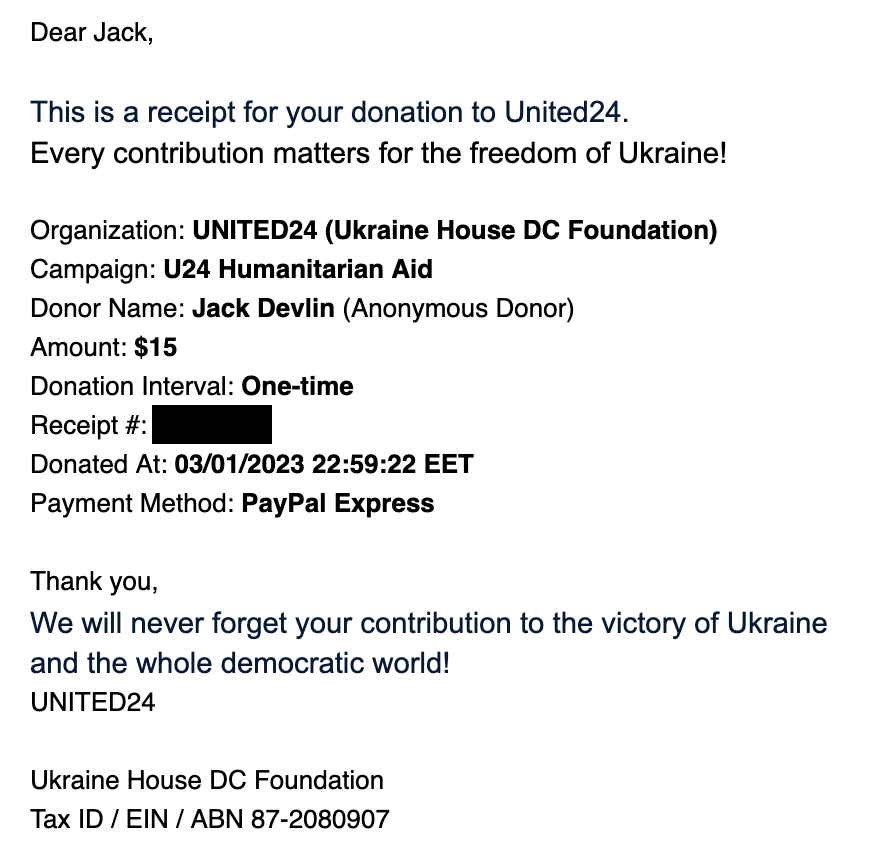 Dear Jack,
This is a receipt for your donation to United24.
Every contribution matters for the freedom of Ukraine!
Organization: UNITED24 (Ukraine House DC Foundation)
Campaign: U24 Humanitarian Aid
Donor Name: Jack Devlin (Anonymous Donor)
Amount: $15
Donation Interval: One-time
Receipt #:
Donated At: 03/01/2023 22:59:22 EET
Payment Method: PayPal Express
Thank you,
We will never forget your contribution to the victory of Ukraine
and the whole democratic world!
UNITED24
Ukraine House DC Foundation
Tax ID / EIN / ABN 87-2080907